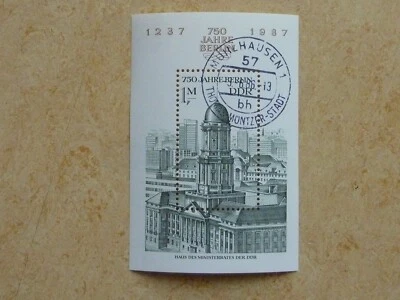 1237 750 1987
JAHRE
BERLIN
MÜHLHAUSEN 1
57
13
bh
THOMAS-MÜNTZER-STADT
750 JAHRE BERLIN
1 M DDR
HAUS DES MINISTERRATES DER DDR